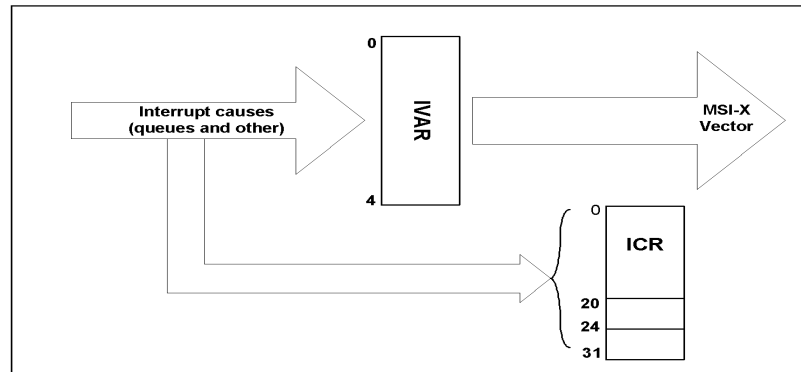 0
Interrupt causes
(queues and other)
IVAR
MSI-X
Vector
4
0
ICR
20
24
31